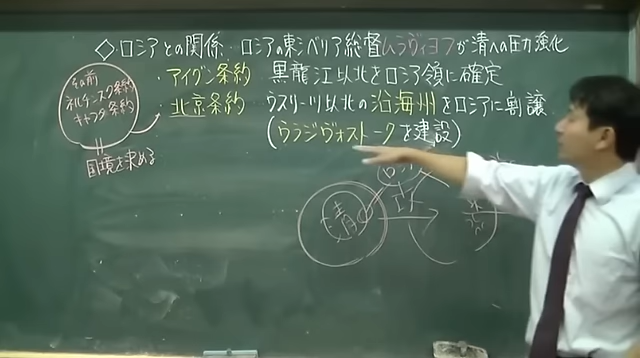 ◇ロシアとの関係・ロシアの東シベリア総督ムラヴィヨフが清への圧力強化
・アイグン条約 黒龍江以北をロシア領に確定
・北京条約 ウスリー川以北の沿海州をロシアに割譲
(ウラジヴォストークを建設)
その前
ネルチンスク条約
キャフタ条約
国境を決める
清